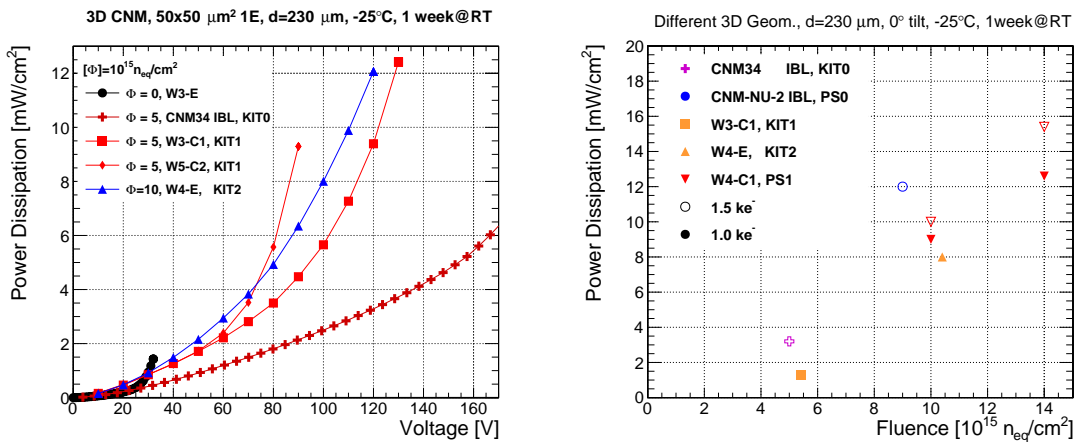 3D CNM, 50x50 μm² 1E, d=230 μm, -25°C, 1 week@RT
Power Dissipation [mW/cm²]
12
10
8
6
4
2
0
[Φ]=10¹⁵n_eq/cm²
Φ = 0, W3-E
Φ = 5, CNM34 IBL, KIT0
Φ = 5, W3-C1, KIT1
Φ = 5, W5-C2, KIT1
Φ=10, W4-E, KIT2
0 20 40 60 80 100 120 140 160
Voltage [V]
Different 3D Geom., d=230 μm, 0° tilt, -25°C, 1week@RT
Power Dissipation [mW/cm²]
20
18
16
14
12
10
8
6
4
2
0
CNM34 IBL, KIT0
CNM-NU-2 IBL, PS0
W3-C1, KIT1
W4-E, KIT2
W4-C1, PS1
1.5 ke⁻
1.0 ke⁻
0 2 4 6 8 10 12 14
Fluence [10¹⁵ n_eq/cm²]